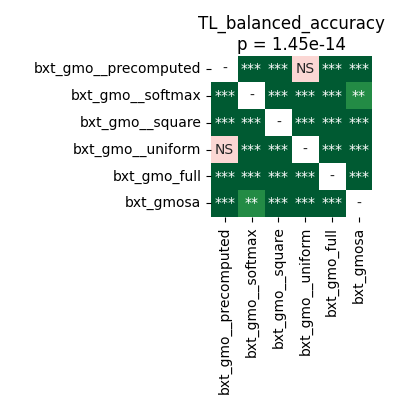 TL_balanced_accuracy
p = 1.45e-14
bxt_gmo__precomputed - *** *** NS *** ***
bxt_gmo__softmax *** - *** *** *** **
bxt_gmo__square *** *** - *** *** ***
bxt_gmo__uniform NS *** *** - *** ***
bxt_gmo_full *** *** *** *** - ***
bxt_gmosa *** ** *** *** *** -
bxt_gmo__precomputed
bxt_gmo__softmax
bxt_gmo__square
bxt_gmo__uniform
bxt_gmo_full
bxt_gmosa